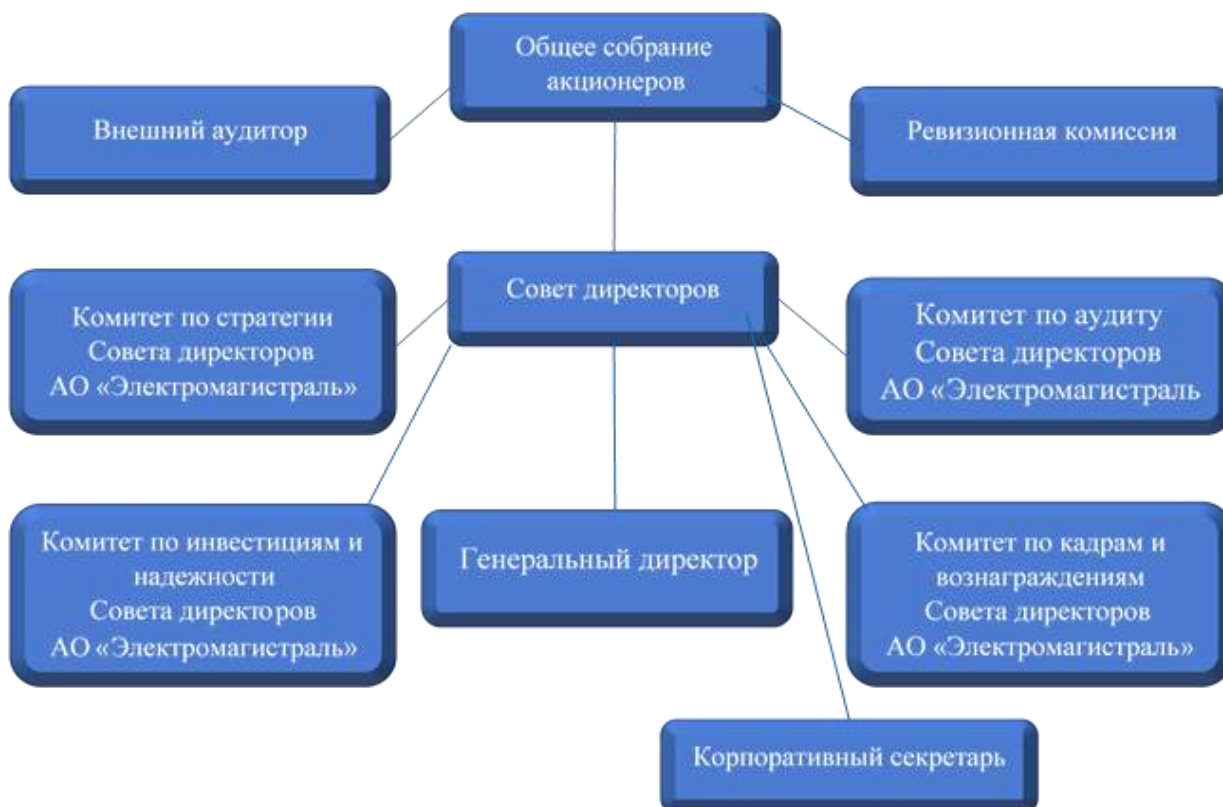 Общее собрание
акционеров
Внешний аудитор
Ревизионная комиссия
Совет директоров
Комитет по стратегии
Совета директоров
АО «Электромагистраль»
Комитет по аудиту
Совета директоров
АО «Электромагистраль
Комитет по инвестициям и
надежности
Совета директоров
АО «Электромагистраль»
Генеральный директор
Комитет по кадрам и
вознаграждениям
Совета директоров
АО «Электромагистраль»
Корпоративный секретарь